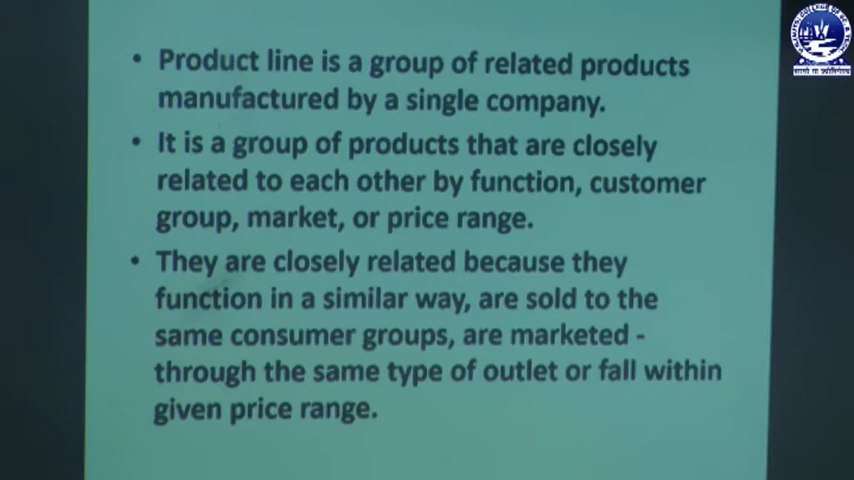 • Product line is a group of related products
manufactured by a single company.
• It is a group of products that are closely
related to each other by function, customer
group, market, or price range.
• They are closely related because they
function in a similar way, are sold to the
same consumer groups, are marketed -
through the same type of outlet or fall within
given price range.